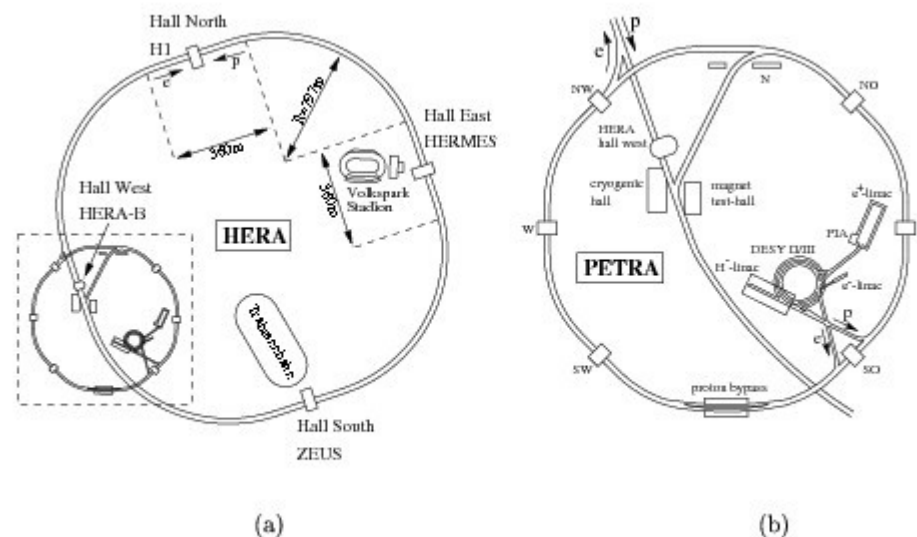 Hall North
H1
e
p
R=797m
360m
Hall East
HERMES
360m
Volkspark
Stadion
Hall West
HERA-B
HERA
Trabrennbahn
Hall South
ZEUS
(a)
p
e
N
NW
NO
HERA
hall west
cryogenic
hall
magnet
test-hall
e⁺-linac
PIA
W
PETRA
DESY II/III
H⁻-linac
e⁻-linac
p
e
SW
SO
proton bypass
(b)